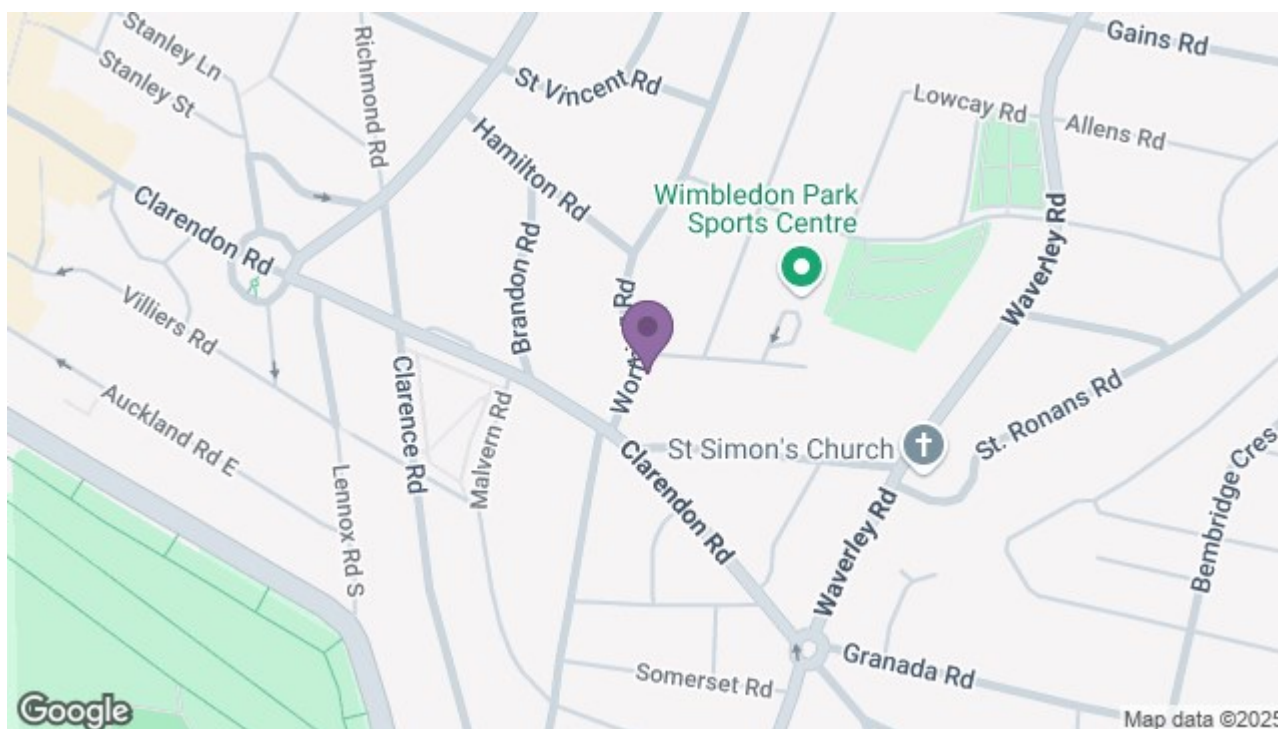 Stanley Ln
Stanley St
Richmond Rd
St Vincent Rd
Gains Rd
Lowcay Rd
Allens Rd
Hamilton Rd
Wimbledon Park
Sports Centre
Clarendon Rd
Brandon Rd
Rd
Waverley Rd
Villiers Rd
Clarence Rd
Malvern Rd
Auckland Rd E
Lennox Rd S
St Simon's Church
St. Ronans Rd
Clarendon Rd
Waverley Rd
Bembridge Cres
Granada Rd
Somerset Rd
Google
Map data ©2025